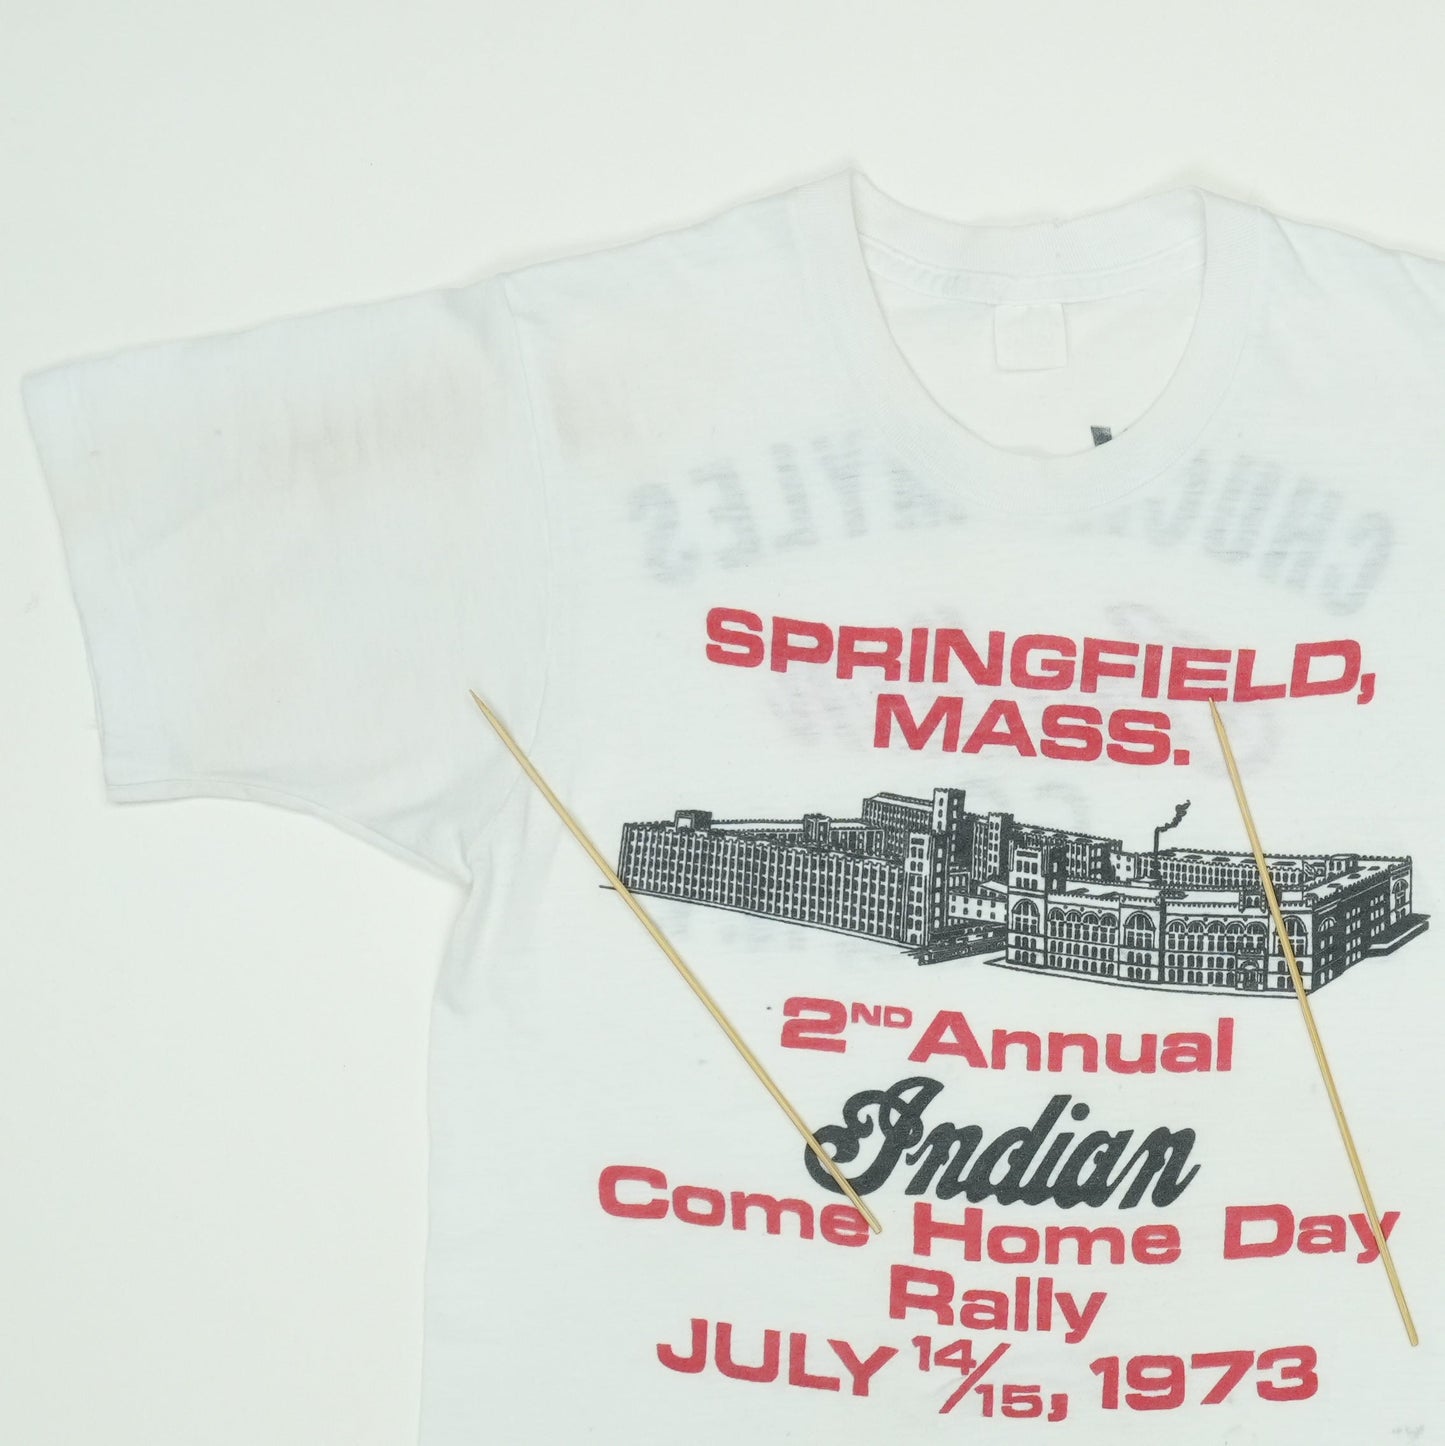 SPRINGFIELD,
MASS.
2ND Annual
Indian
Come Home Day
Rally
JULY 14/15, 1973